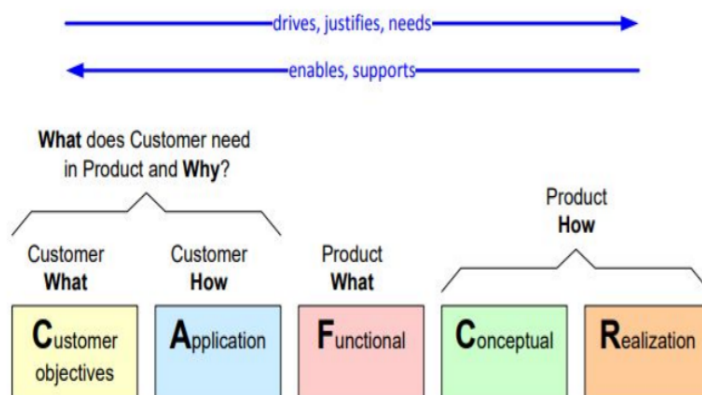 drives, justifies, needs
enables, supports
What does Customer need
in Product and Why?
Product
How
Customer
What
Customer
How
Product
What
Customer
objectives
Application
Functional
Conceptual
Realization